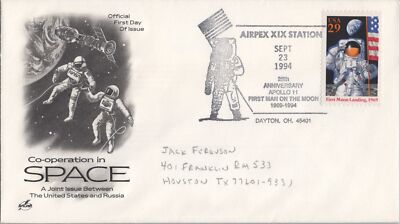 Official
First Day
Of Issue
Co-operation in
SPACE
A Joint Issue Between
The United States and Russia
ArtCraft
AIRPEX XIX STATION
SEPT
23
1994
25th
ANNIVERSARY
APOLLO 11
FIRST MAN ON THE MOON
1969-1994
DAYTON, OH. 45401
USA
29
First Moon Landing, 1969
JACK FERGUSON
401 FRANKLIN RM 533
HOUSTON TX 77601-9331